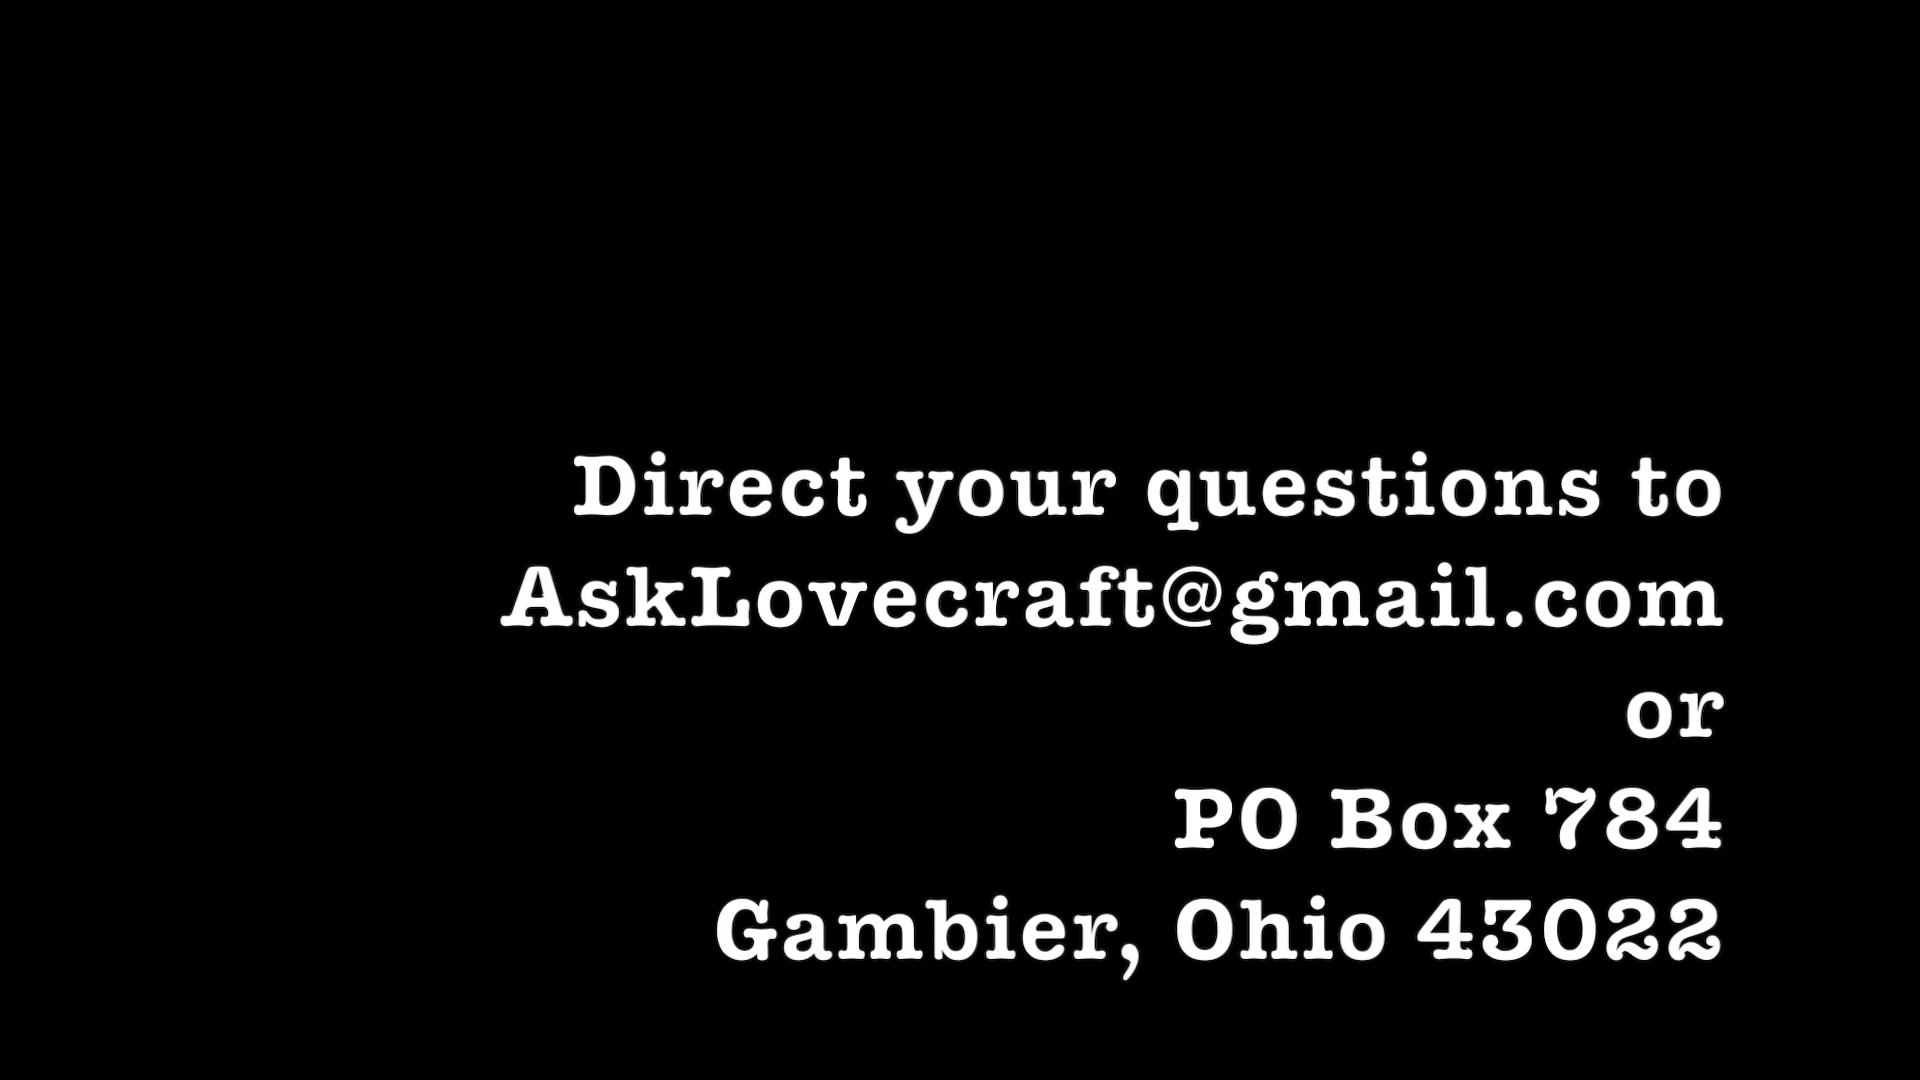 Direct your questions to
AskLovecraft@gmail.com
or
PO Box 784
Gambier, Ohio 43022